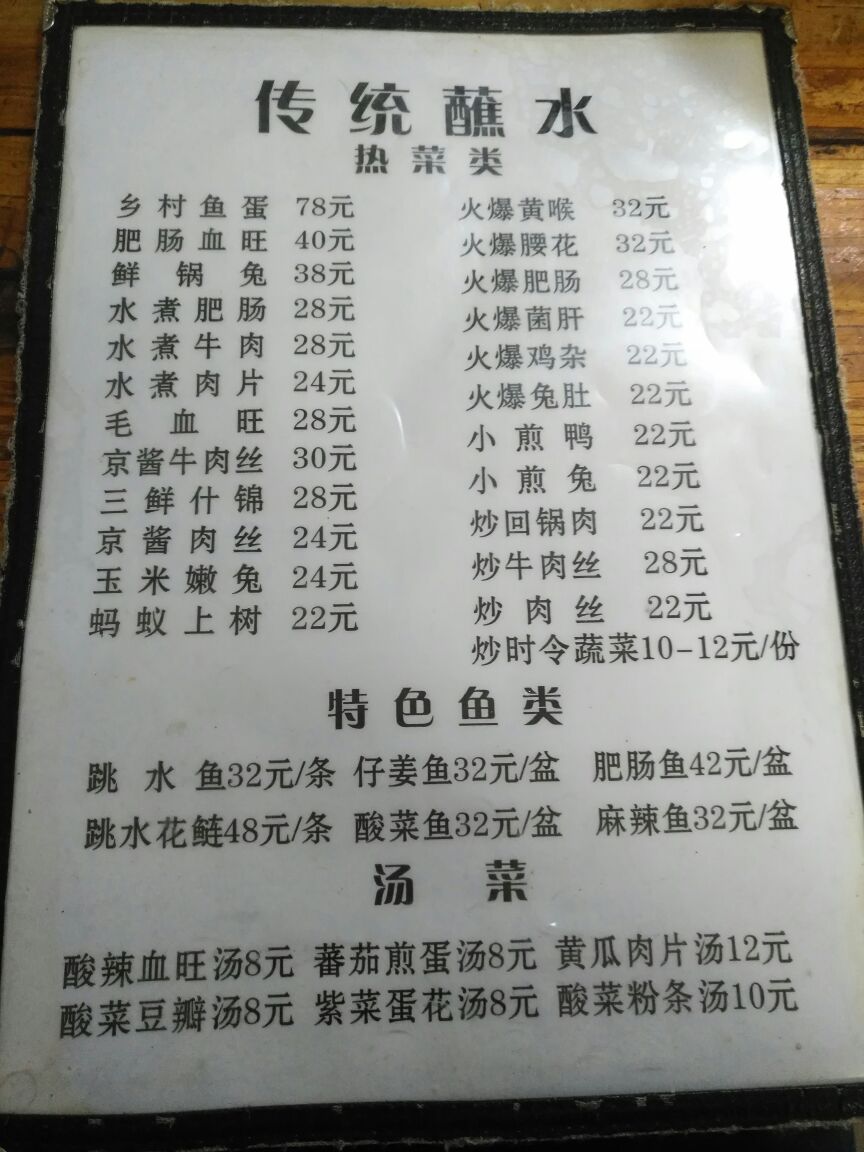 传统蘸水
热菜类
乡村鱼蛋 78元 火爆黄喉 32元
肥肠血旺 40元 火爆腰花 32元
鲜锅兔 38元 火爆肥肠 28元
水煮肥肠 28元 火爆菌肝 22元
水煮牛肉 28元 火爆鸡杂 22元
水煮肉片 24元 火爆兔肚 22元
毛血旺 28元 小煎鸭 22元
京酱牛肉丝 30元 小煎兔 22元
三鲜什锦 28元 炒回锅肉 22元
京酱肉丝 24元 炒牛肉丝 28元
玉米嫩兔 24元 炒肉丝 22元
蚂蚁上树 22元 炒时令蔬菜10-12元/份
特色鱼类
跳水鱼32元/条 仔姜鱼32元/盆 肥肠鱼42元/盆
跳水花鲢48元/条 酸菜鱼32元/盆 麻辣鱼32元/盆
汤菜
酸辣血旺汤8元 蕃茄煎蛋汤8元 黄瓜肉片汤12元
酸菜豆瓣汤8元 紫菜蛋花汤8元 酸菜粉条汤10元